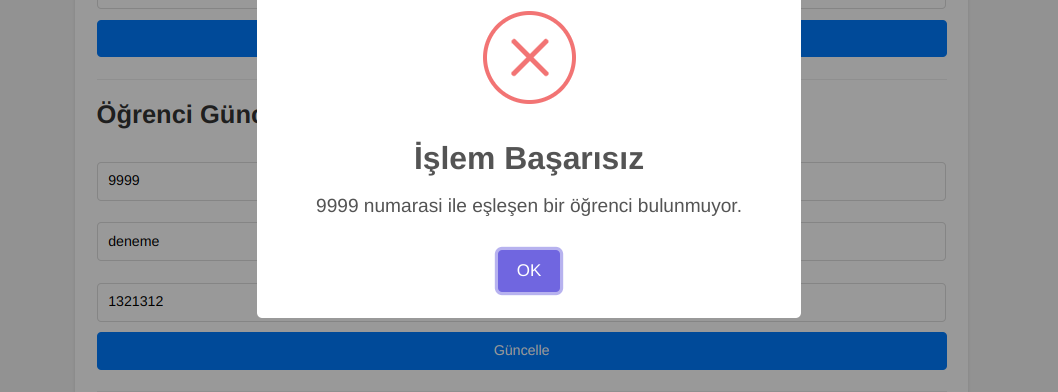 Öğrenci Günc
İşlem Başarısız
9999
9999 numarasi ile eşleşen bir öğrenci bulunmuyor.
deneme
OK
1321312
Güncelle